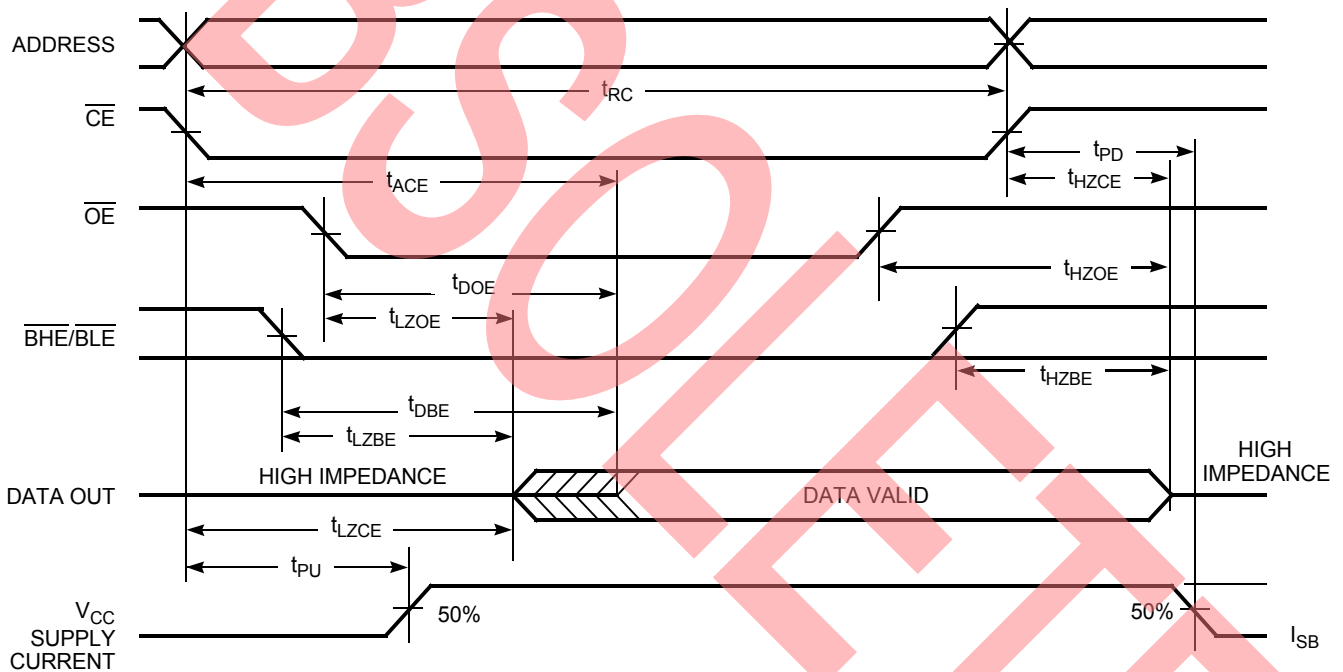 ADDRESS
tRC
CE
tPD
tHZCE
tACE
OE
tHZOE
tDOE
tLZOE
BHE/BLE
tHZBE
tDBE
tLZBE
HIGH IMPEDANCE
HIGH
IMPEDANCE
DATA OUT
DATA VALID
tLZCE
tPU
VCC
SUPPLY
CURRENT
50%
50%
ISB
BSOLET